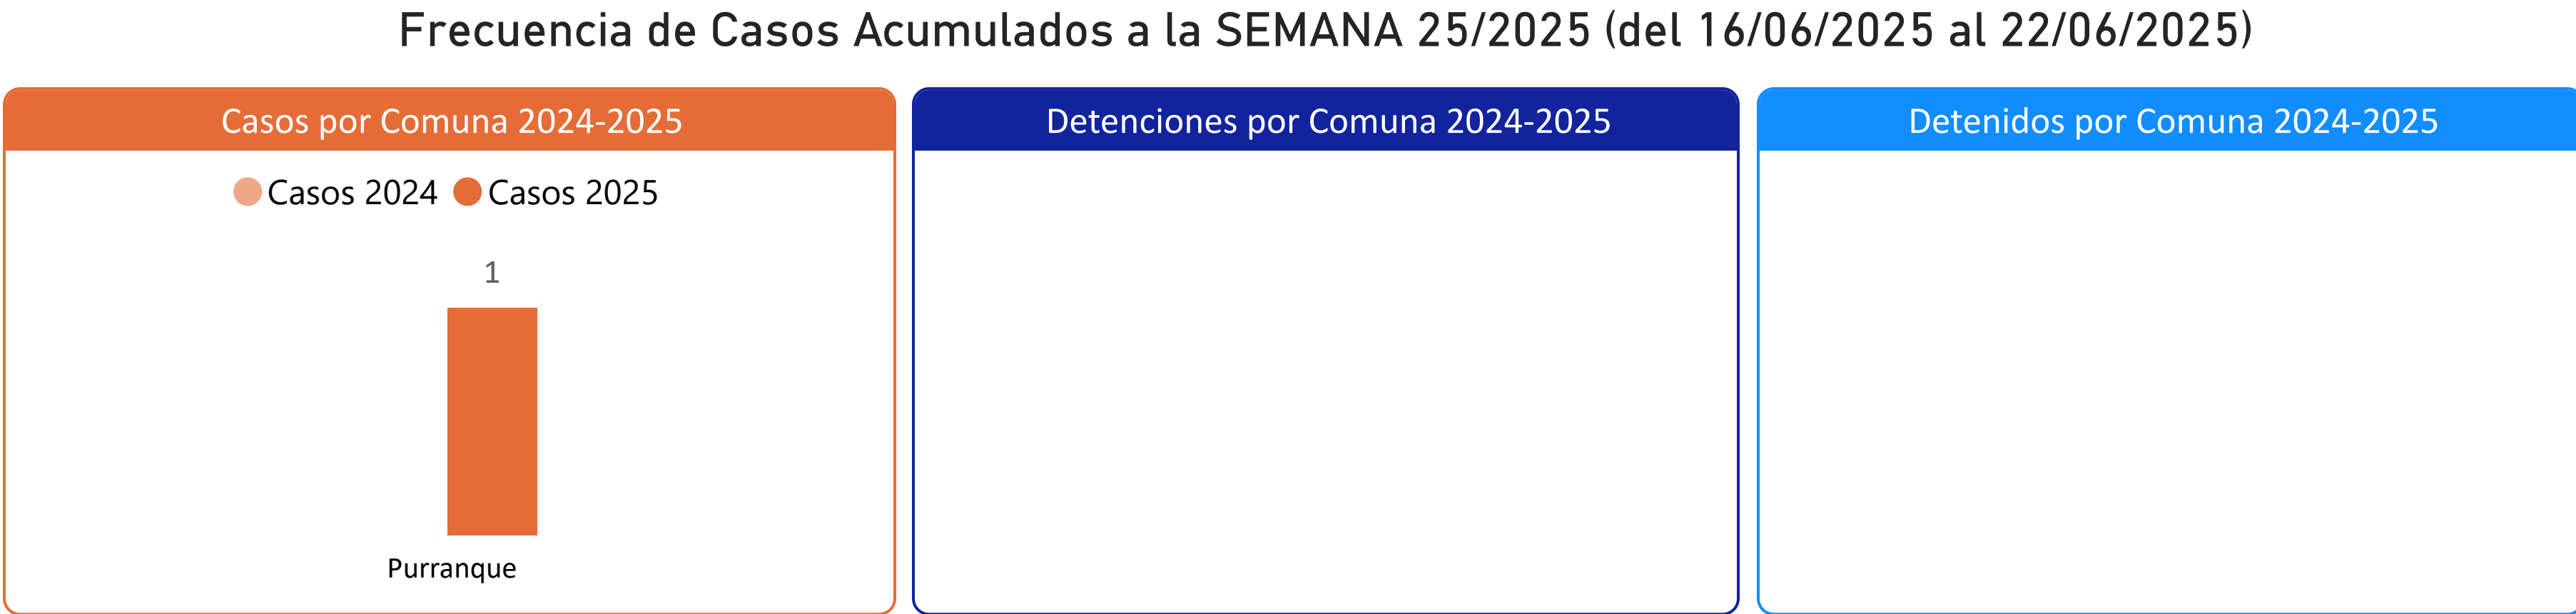 Frecuencia de Casos Acumulados a la SEMANA 25/2025 (del 16/06/2025 al 22/06/2025)
Casos por Comuna 2024-2025
Casos 2024 Casos 2025
1
Purranque
Detenciones por Comuna 2024-2025
Detenidos por Comuna 2024-2025